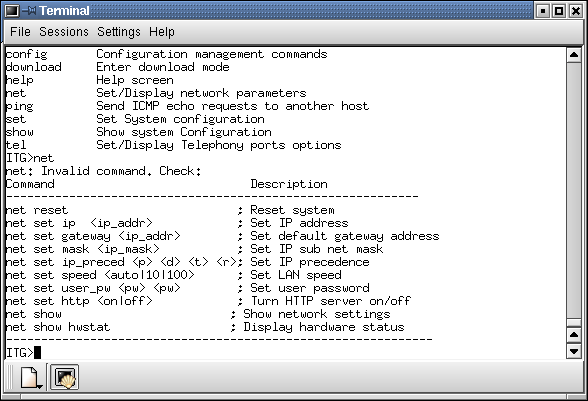 Terminal
File Sessions Settings Help
config Configuration management commands
download Enter download mode
help Help screen
net Set/Display network parameters
ping Send ICMP echo requests to another host
set Set System configuration
show Show system Configuration
tel Set/Display Telephony ports options
ITG>net
net: Invalid command. Check:
Command Description
------------------------------------------------------------
net reset ; Reset system
net set ip <ip_addr> ; Set IP address
net set gateway <ip_addr> ; Set default gateway address
net set mask <ip_mask> ; Set IP sub net mask
net set ip_preced <p> <d> <t> <r>; Set IP precedence
net set speed <auto|10|100> ; Set LAN speed
net set user_pw <pw> <pw> ; Set user password
net set http <on|off> ; Turn HTTP server on/off
net show ; Show network settings
net show hwstat ; Display hardware status
--------------------------------------------------------------
ITG>